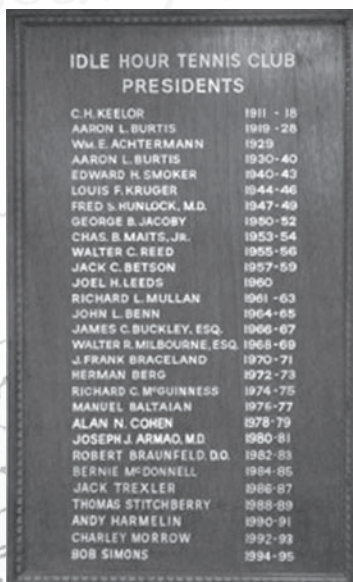 IDLE HOUR TENNIS CLUB
PRESIDENTS
C.H. KEELOR 1911 - 18
AARON L. BURTIS 1919 - 28
WM. E. ACHTERMANN 1929
AARON L. BURTIS 1930-40
EDWARD H. SMOKER 1940-43
LOUIS F. KRUGER 1944-46
FRED S. HUNLOCK, M.D. 1947-49
GEORGE B. JACOBY 1950-52
CHAS. B. MAITS, JR. 1953-54
WALTER C. REED 1955-56
JACK C. BETSON 1957-59
JOEL H. LEEDS 1960
RICHARD L. MULLAN 1961 -63
JOHN L. BENN 1964-65
JAMES C. BUCKLEY, ESQ. 1966-67
WALTER R. MILBOURNE, ESQ. 1968-69
J. FRANK BRACELAND 1970-71
HERMAN BERG 1972-73
RICHARD C. McGUINNESS 1974-75
MANUEL BALTAIAN 1976-77
ALAN N. COHEN 1978-79
JOSEPH J. ARMAO, M.D. 1980-81
ROBERT BRAUNFELD, D.O. 1982-83
BERNIE McDONNELL 1984-85
JACK TREXLER 1986-87
THOMAS STITCHBERRY 1988-89
ANDY HARMELIN 1990-91
CHARLEY MORROW 1992-93
BOB SIMONS 1994-95